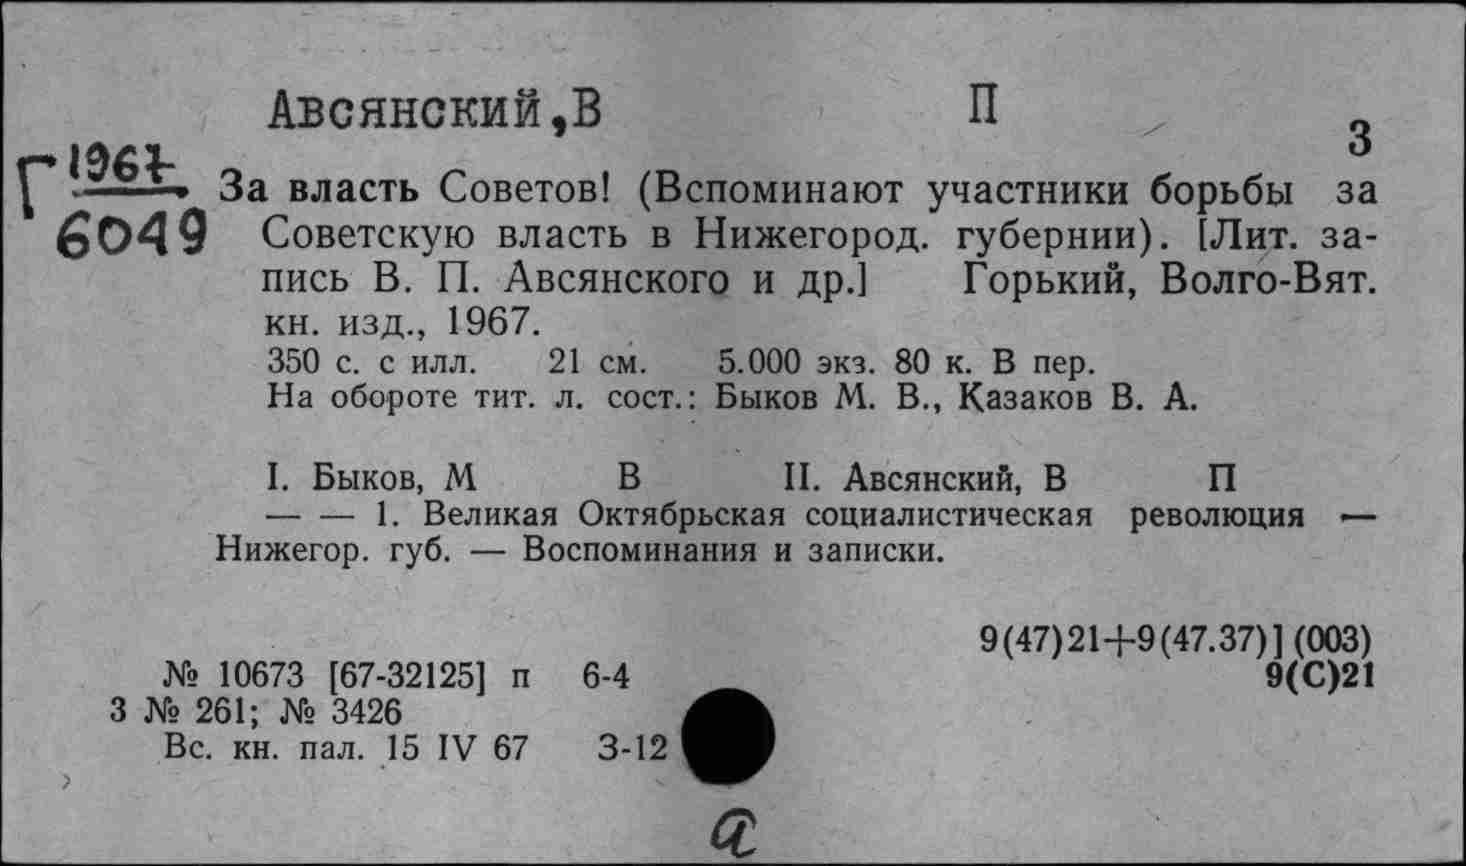 Авсянский,В П
З
Г 1967
6049
За власть Советов! (Вспоминают участники борьбы за
Советскую власть в Нижегород. губернии). [Лит. за-
пись В. П. Авсянского и др.] Горький, Волго-Вят.
кн. изд., 1967.
350 с. с илл. 21 см. 5.000 экз. 80 к. В пер.
На обороте тит. л. сост.: Быков М. В., Казаков В. А.
I. Быков, М В II. Авсянский, В П
— — 1. Великая Октябрьская социалистическая революция —
Нижегор. губ. — Воспоминания и записки.
9(47)21+9(47.37)] (003)
№ 10673 [67-32125] п 6-4 9(С)21
3 № 261; № 3426
Вс. кн. пал. 15 IV 67 З-12
а